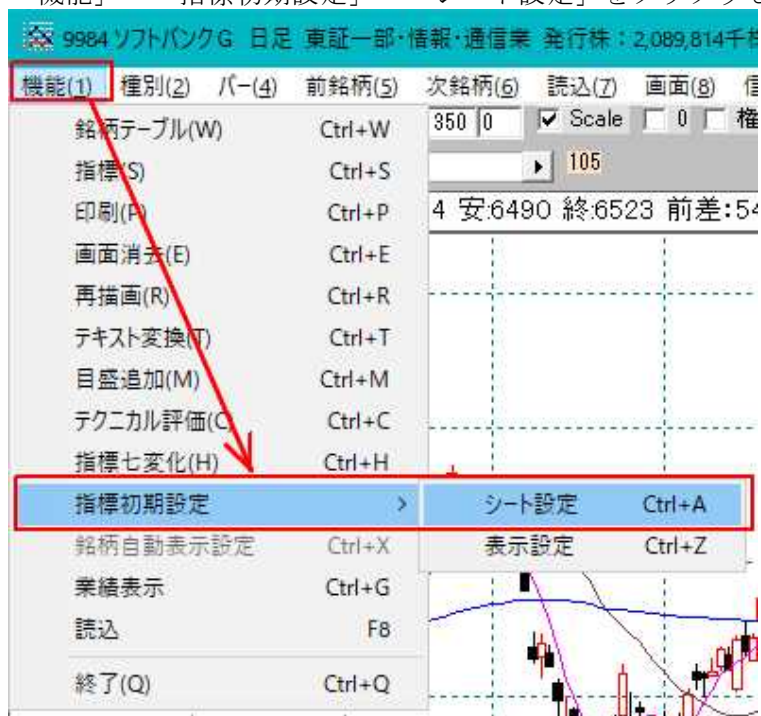 機能」 指標初期設定」 シート設定」をクリック
9984 ソフトバンクG 日足 東証一部・情報・通信業 発行株:2,089,814千株
機能(1) 種別(2) バー(4) 前銘柄(5) 次銘柄(6) 読込(7) 画面(8)
銘柄テーブル(W) Ctrl+W
350 0 Scale 0 権
指標(S) Ctrl+S
105
印刷(P) Ctrl+P
4 安:6490 終:6523 前差:54
画面消去(E) Ctrl+E
再描画(R) Ctrl+R
テキスト変換(T) Ctrl+T
目盛追加(M) Ctrl+M
テクニカル評価(C) Ctrl+C
指標七変化(H) Ctrl+H
指標初期設定 >
シート設定 Ctrl+A
銘柄自動表示設定 Ctrl+X
表示設定 Ctrl+Z
業績表示 Ctrl+G
読込 F8
終了(Q) Ctrl+Q